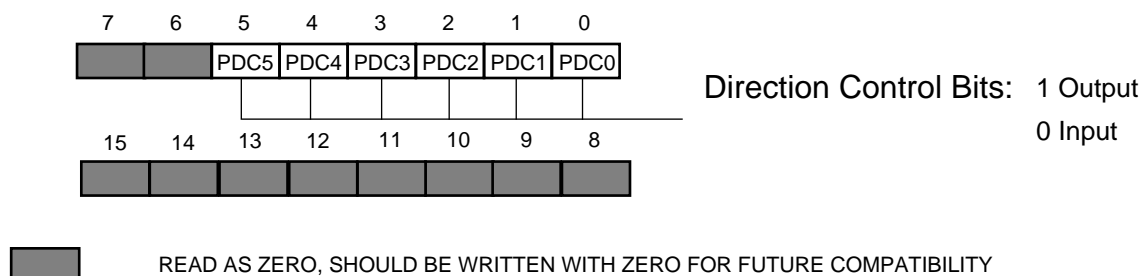 7 6 5 4 3 2 1 0
PDC5 PDC4 PDC3 PDC2 PDC1 PDC0
Direction Control Bits: 1 Output
0 Input
15 14 13 12 11 10 9 8
READ AS ZERO, SHOULD BE WRITTEN WITH ZERO FOR FUTURE COMPATIBILITY